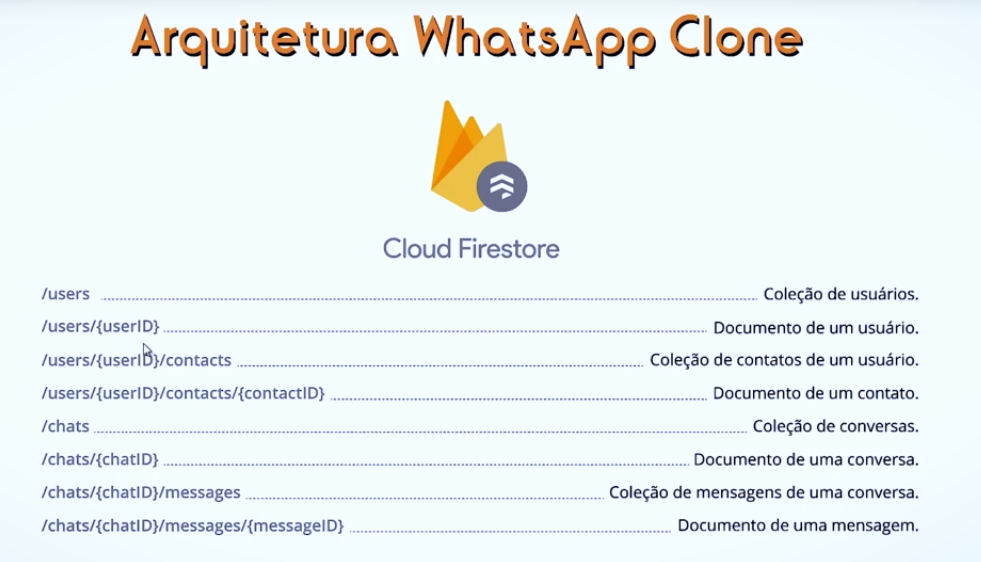 Arquitetura WhatsApp Clone
Cloud Firestore
/users ........ Coleção de usuários.
/users/{userID} ........ Documento de um usuário.
/users/{userID}/contacts ........ Coleção de contatos de um usuário.
/users/{userID}/contacts/{contactID} ........ Documento de um contato.
/chats ........ Coleção de conversas.
/chats/{chatID} ........ Documento de uma conversa.
/chats/{chatID}/messages ........ Coleção de mensagens de uma conversa.
/chats/{chatID}/messages/{messageID} ........ Documento de uma mensagem.